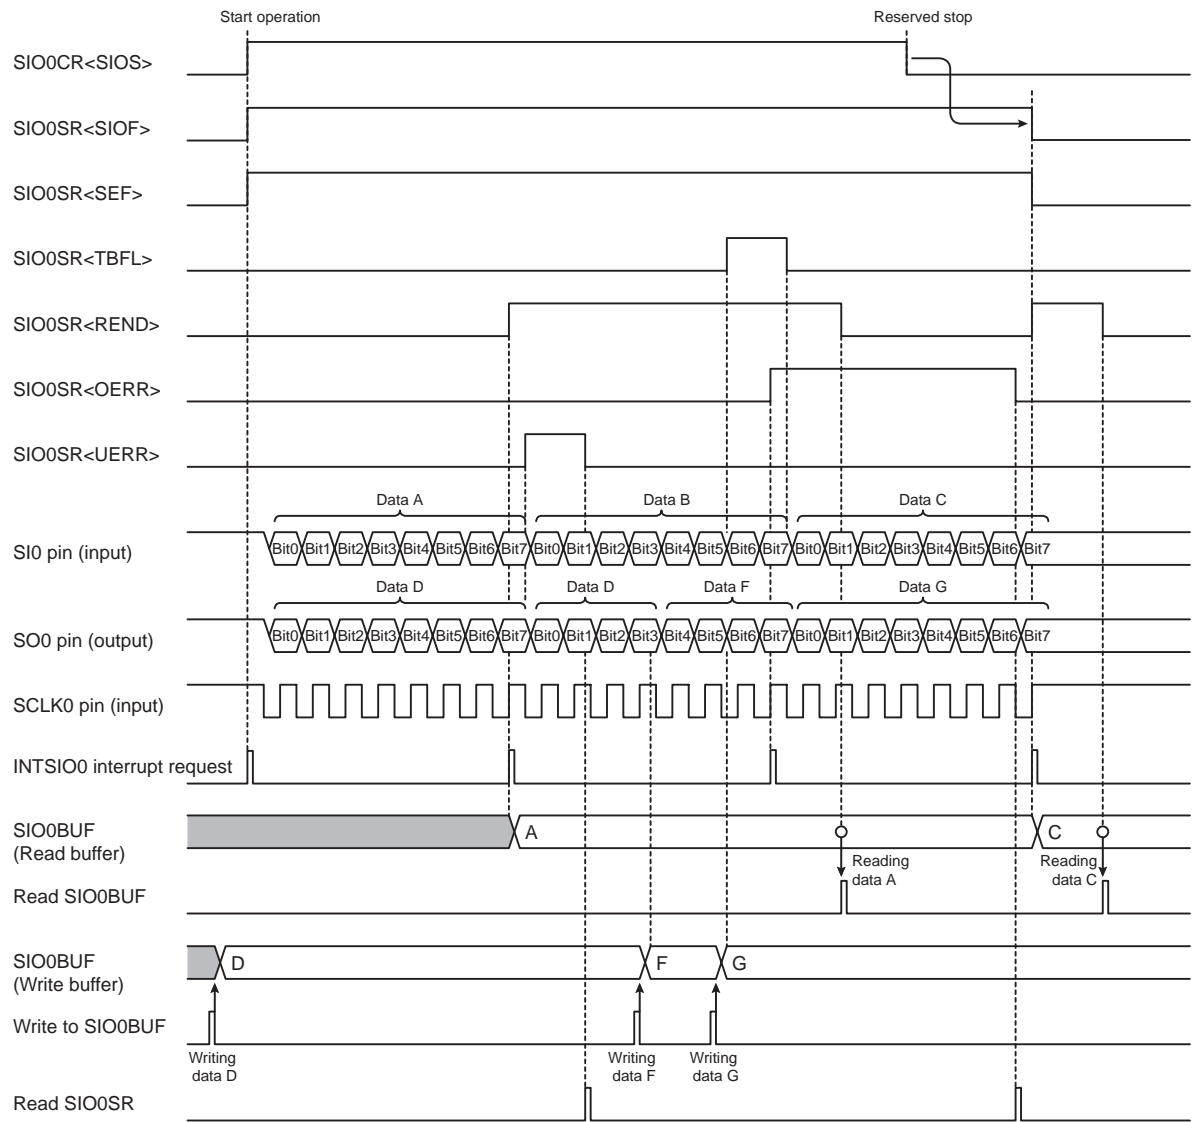 Start operation
Reserved stop
SIO0CR<SIOS>
SIO0SR<SIOF>
SIO0SR<SEF>
SIO0SR<TBFL>
SIO0SR<REND>
SIO0SR<OERR>
SIO0SR<UERR>
Data A Data B Data C
SI0 pin (input)
Bit0 Bit1 Bit2 Bit3 Bit4 Bit5 Bit6 Bit7 Bit0 Bit1 Bit2 Bit3 Bit4 Bit5 Bit6 Bit7 Bit0 Bit1 Bit2 Bit3 Bit4 Bit5 Bit6 Bit7
Data D Data D Data F Data G
SO0 pin (output)
Bit0 Bit1 Bit2 Bit3 Bit4 Bit5 Bit6 Bit7 Bit0 Bit1 Bit2 Bit3 Bit4 Bit5 Bit6 Bit7 Bit0 Bit1 Bit2 Bit3 Bit4 Bit5 Bit6 Bit7
SCLK0 pin (input)
INTSIO0 interrupt request
SIO0BUF
(Read buffer)
A
C
Reading
data A
Reading
data C
Read SIO0BUF
SIO0BUF
(Write buffer)
D
F
G
Write to SIO0BUF
Writing
data D
Writing
data F
Writing
data G
Read SIO0SR